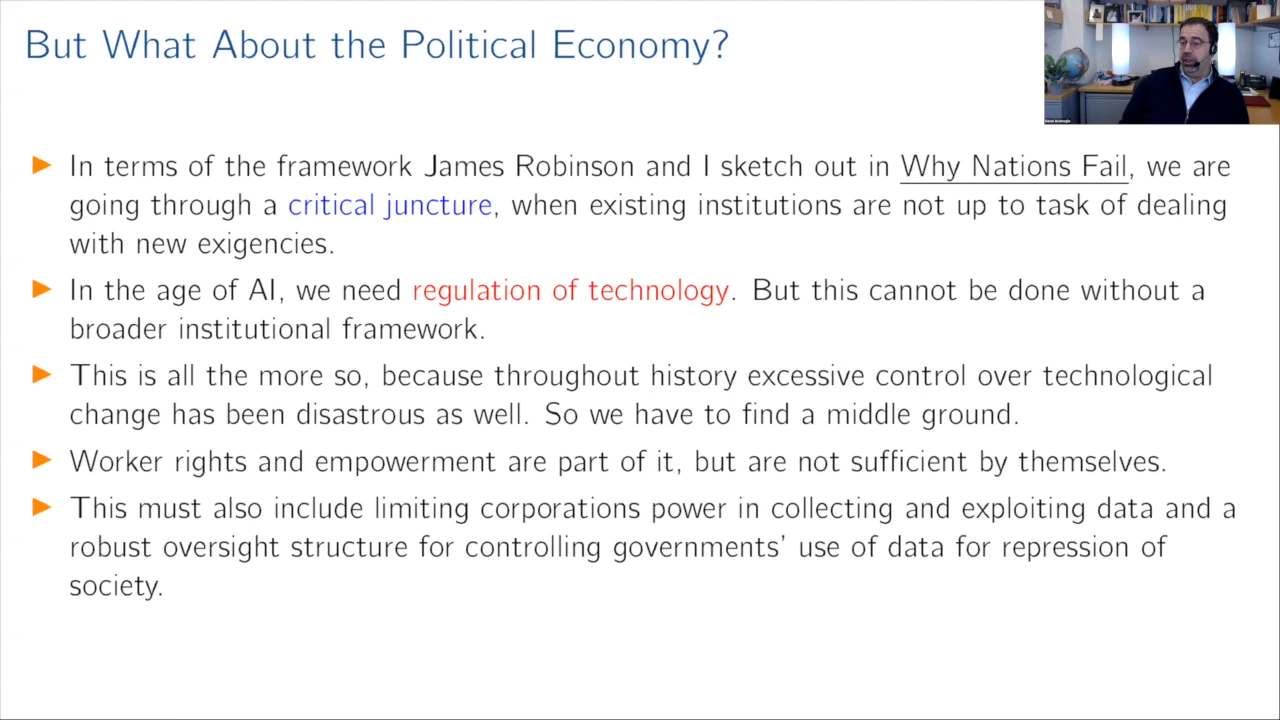 But What About the Political Economy?
In terms of the framework James Robinson and I sketch out in Why Nations Fail, we are
going through a critical juncture, when existing institutions are not up to task of dealing
with new exigencies.
In the age of AI, we need regulation of technology. But this cannot be done without a
broader institutional framework.
This is all the more so, because throughout history excessive control over technological
change has been disastrous as well. So we have to find a middle ground.
Worker rights and empowerment are part of it, but are not sufficient by themselves.
This must also include limiting corporations power in collecting and exploiting data and a
robust oversight structure for controlling governments' use of data for repression of
society.